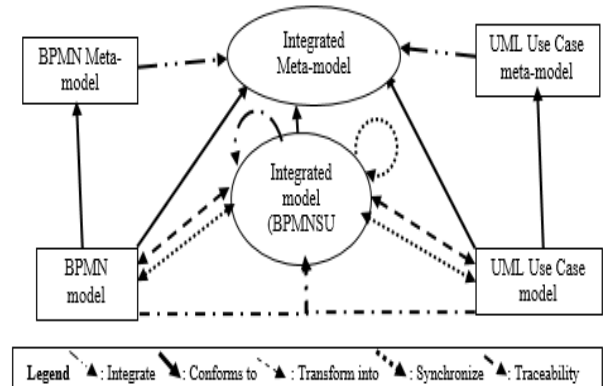 BPMN Meta-
model
Integrated
Meta-model
UML Use Case
meta-model
Integrated
model
(BPMNSU
BPMN
model
UML Use Case
model
Legend : Integrate : Conforms to : Transform into : Synchronize : Traceability